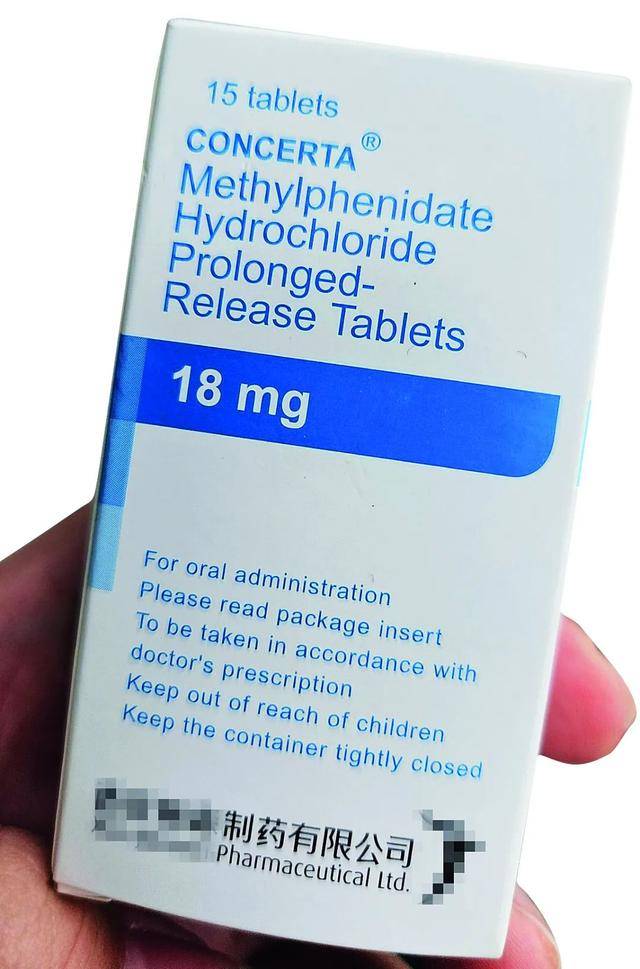 15 tablets
CONCERTA®
Methylphenidate
Hydrochloride
Prolonged-
Release Tablets
18 mg
For oral administration
Please read package insert
To be taken in accordance with
doctor's prescription
Keep out of reach of children
Keep the container tightly closed
制药有限公司
Pharmaceutical Ltd.